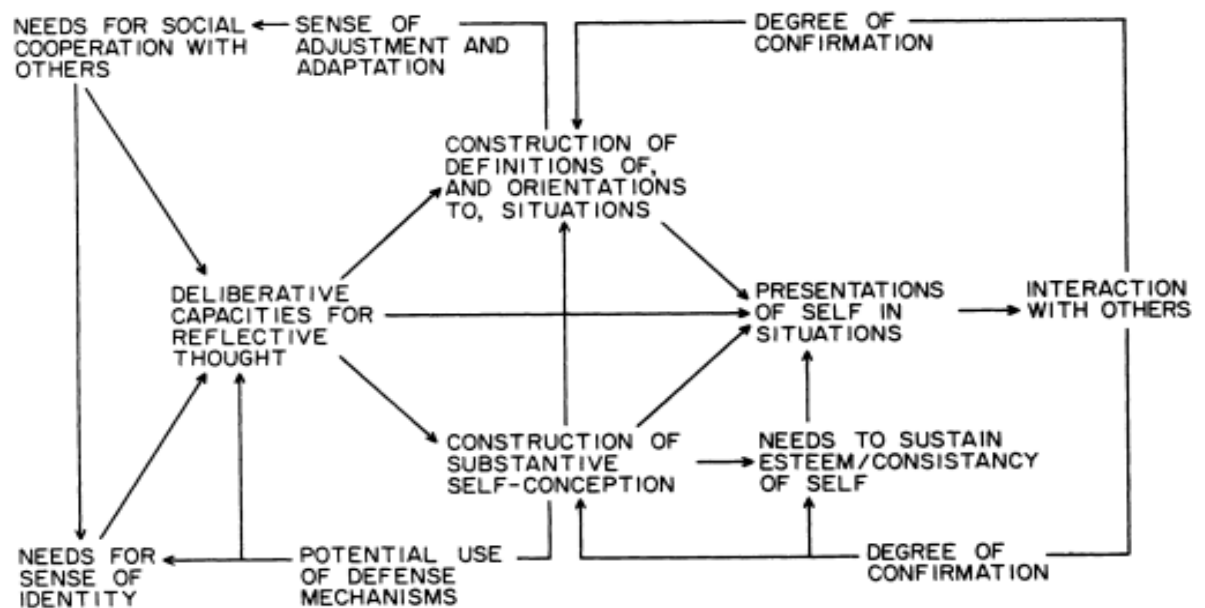 NEEDS FOR SOCIAL
COOPERATION WITH
OTHERS
SENSE OF
ADJUSTMENT AND
ADAPTATION
DEGREE OF
CONFIRMATION
CONSTRUCTION OF
DEFINITIONS OF,
AND ORIENTATIONS
TO, SITUATIONS
DELIBERATIVE
CAPACITIES FOR
REFLECTIVE
THOUGHT
PRESENTATIONS
OF SELF IN
SITUATIONS
INTERACTION
WITH OTHERS
CONSTRUCTION OF
SUBSTANTIVE
SELF-CONCEPTION
NEEDS TO SUSTAIN
ESTEEM/CONSISTANCY
OF SELF
NEEDS FOR
SENSE OF
IDENTITY
POTENTIAL USE
OF DEFENSE
MECHANISMS
DEGREE OF
CONFIRMATION